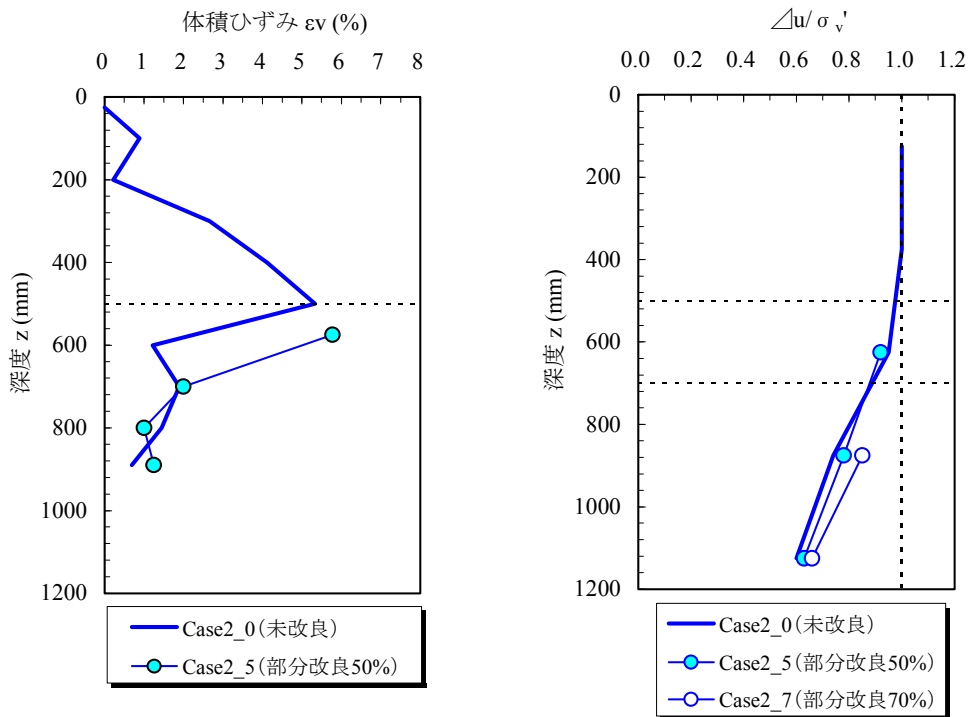 体積ひずみ εv (%)
0 1 2 3 4 5 6 7 8
0
200
400
600
800
1000
1200
深度 z (mm)
Case2_0(未改良)
Case2_5(部分改良50%)
⊿u/σv'
0.0 0.2 0.4 0.6 0.8 1.0 1.2
0
200
400
600
800
1000
1200
深度 z (mm)
Case2_0(未改良)
Case2_5(部分改良50%)
Case2_7(部分改良70%)